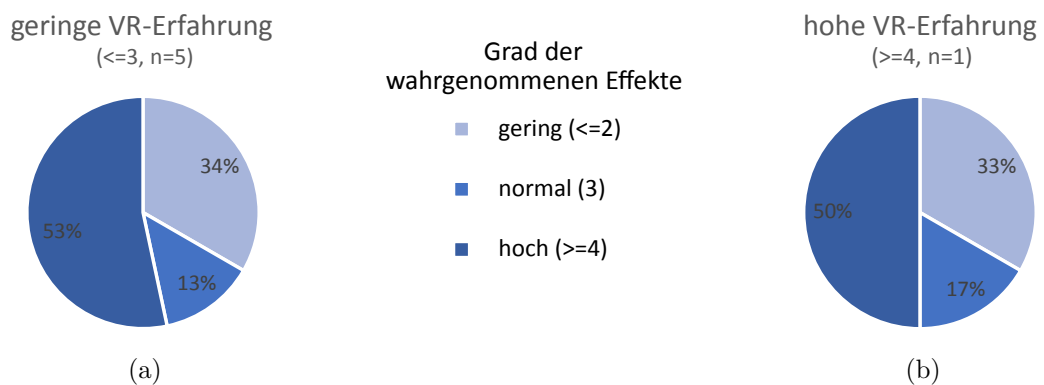 geringe VR-Erfahrung
(<=3, n=5)
34%
13%
53%
(a)
Grad der
wahrgenommenen Effekte
gering (<=2)
normal (3)
hoch (>=4)
hohe VR-Erfahrung
(>=4, n=1)
33%
17%
50%
(b)